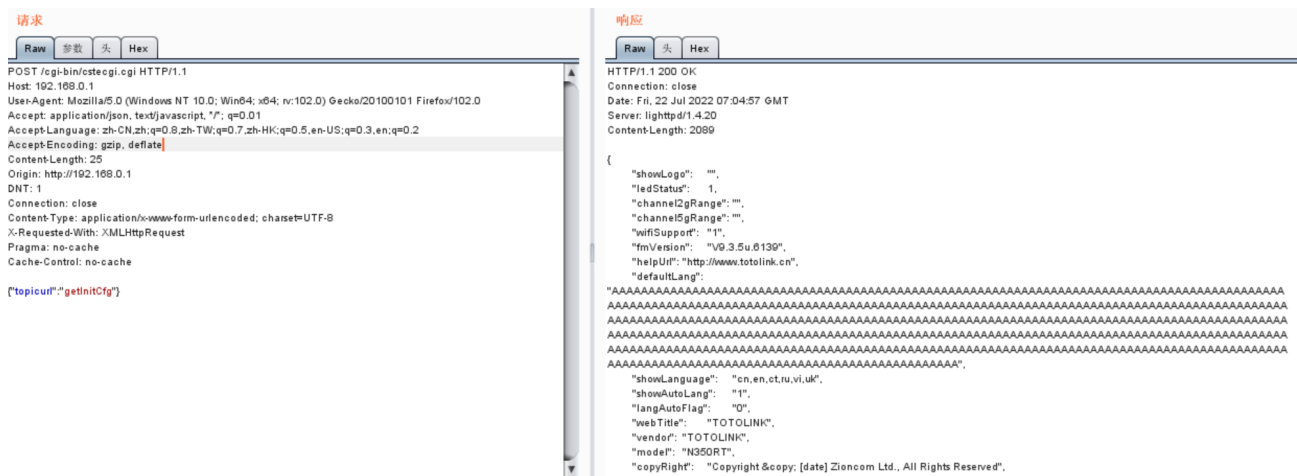 请求
Raw 参数 头 Hex
POST /cgi-bin/cstecgi.cgi HTTP/1.1
Host: 192.168.0.1
User-Agent: Mozilla/5.0 (Windows NT 10.0; Win64; x64; rv:102.0) Gecko/20100101 Firefox/102.0
Accept: application/json, text/javascript, */*; q=0.01
Accept-Language: zh-CN,zh;q=0.8,zh-TW;q=0.7,zh-HK;q=0.5,en-US;q=0.3,en;q=0.2
Accept-Encoding: gzip, deflate
Content-Length: 25
Origin: http://192.168.0.1
DNT: 1
Connection: close
Content-Type: application/x-www-form-urlencoded; charset=UTF-8
X-Requested-With: XMLHttpRequest
Pragma: no-cache
Cache-Control: no-cache
{"topicurl":"getInitCfg"}
响应
Raw 头 Hex
HTTP/1.1 200 OK
Connection: close
Date: Fri, 22 Jul 2022 07:04:57 GMT
Server: lighttpd/1.4.20
Content-Length: 2089
{
"showLogo": "",
"ledStatus": 1,
"channel2gRange": "",
"channel5gRange": "",
"wifiSupport": "1",
"fmVersion": "V9.3.5u.6139",
"helpUrl": "http://www.totolink.cn",
"defaultLang":
"showLanguage": "cn,en,ct,ru,vi,uk",
"showAutoLang": "1",
"langAutoFlag": "0",
"webTitle": "TOTOLINK",
"vendor": "TOTOLINK",
"model": "N350RT",
"copyRight": "Copyright &copy; [date] Zioncom Ltd., All Rights Reserved",